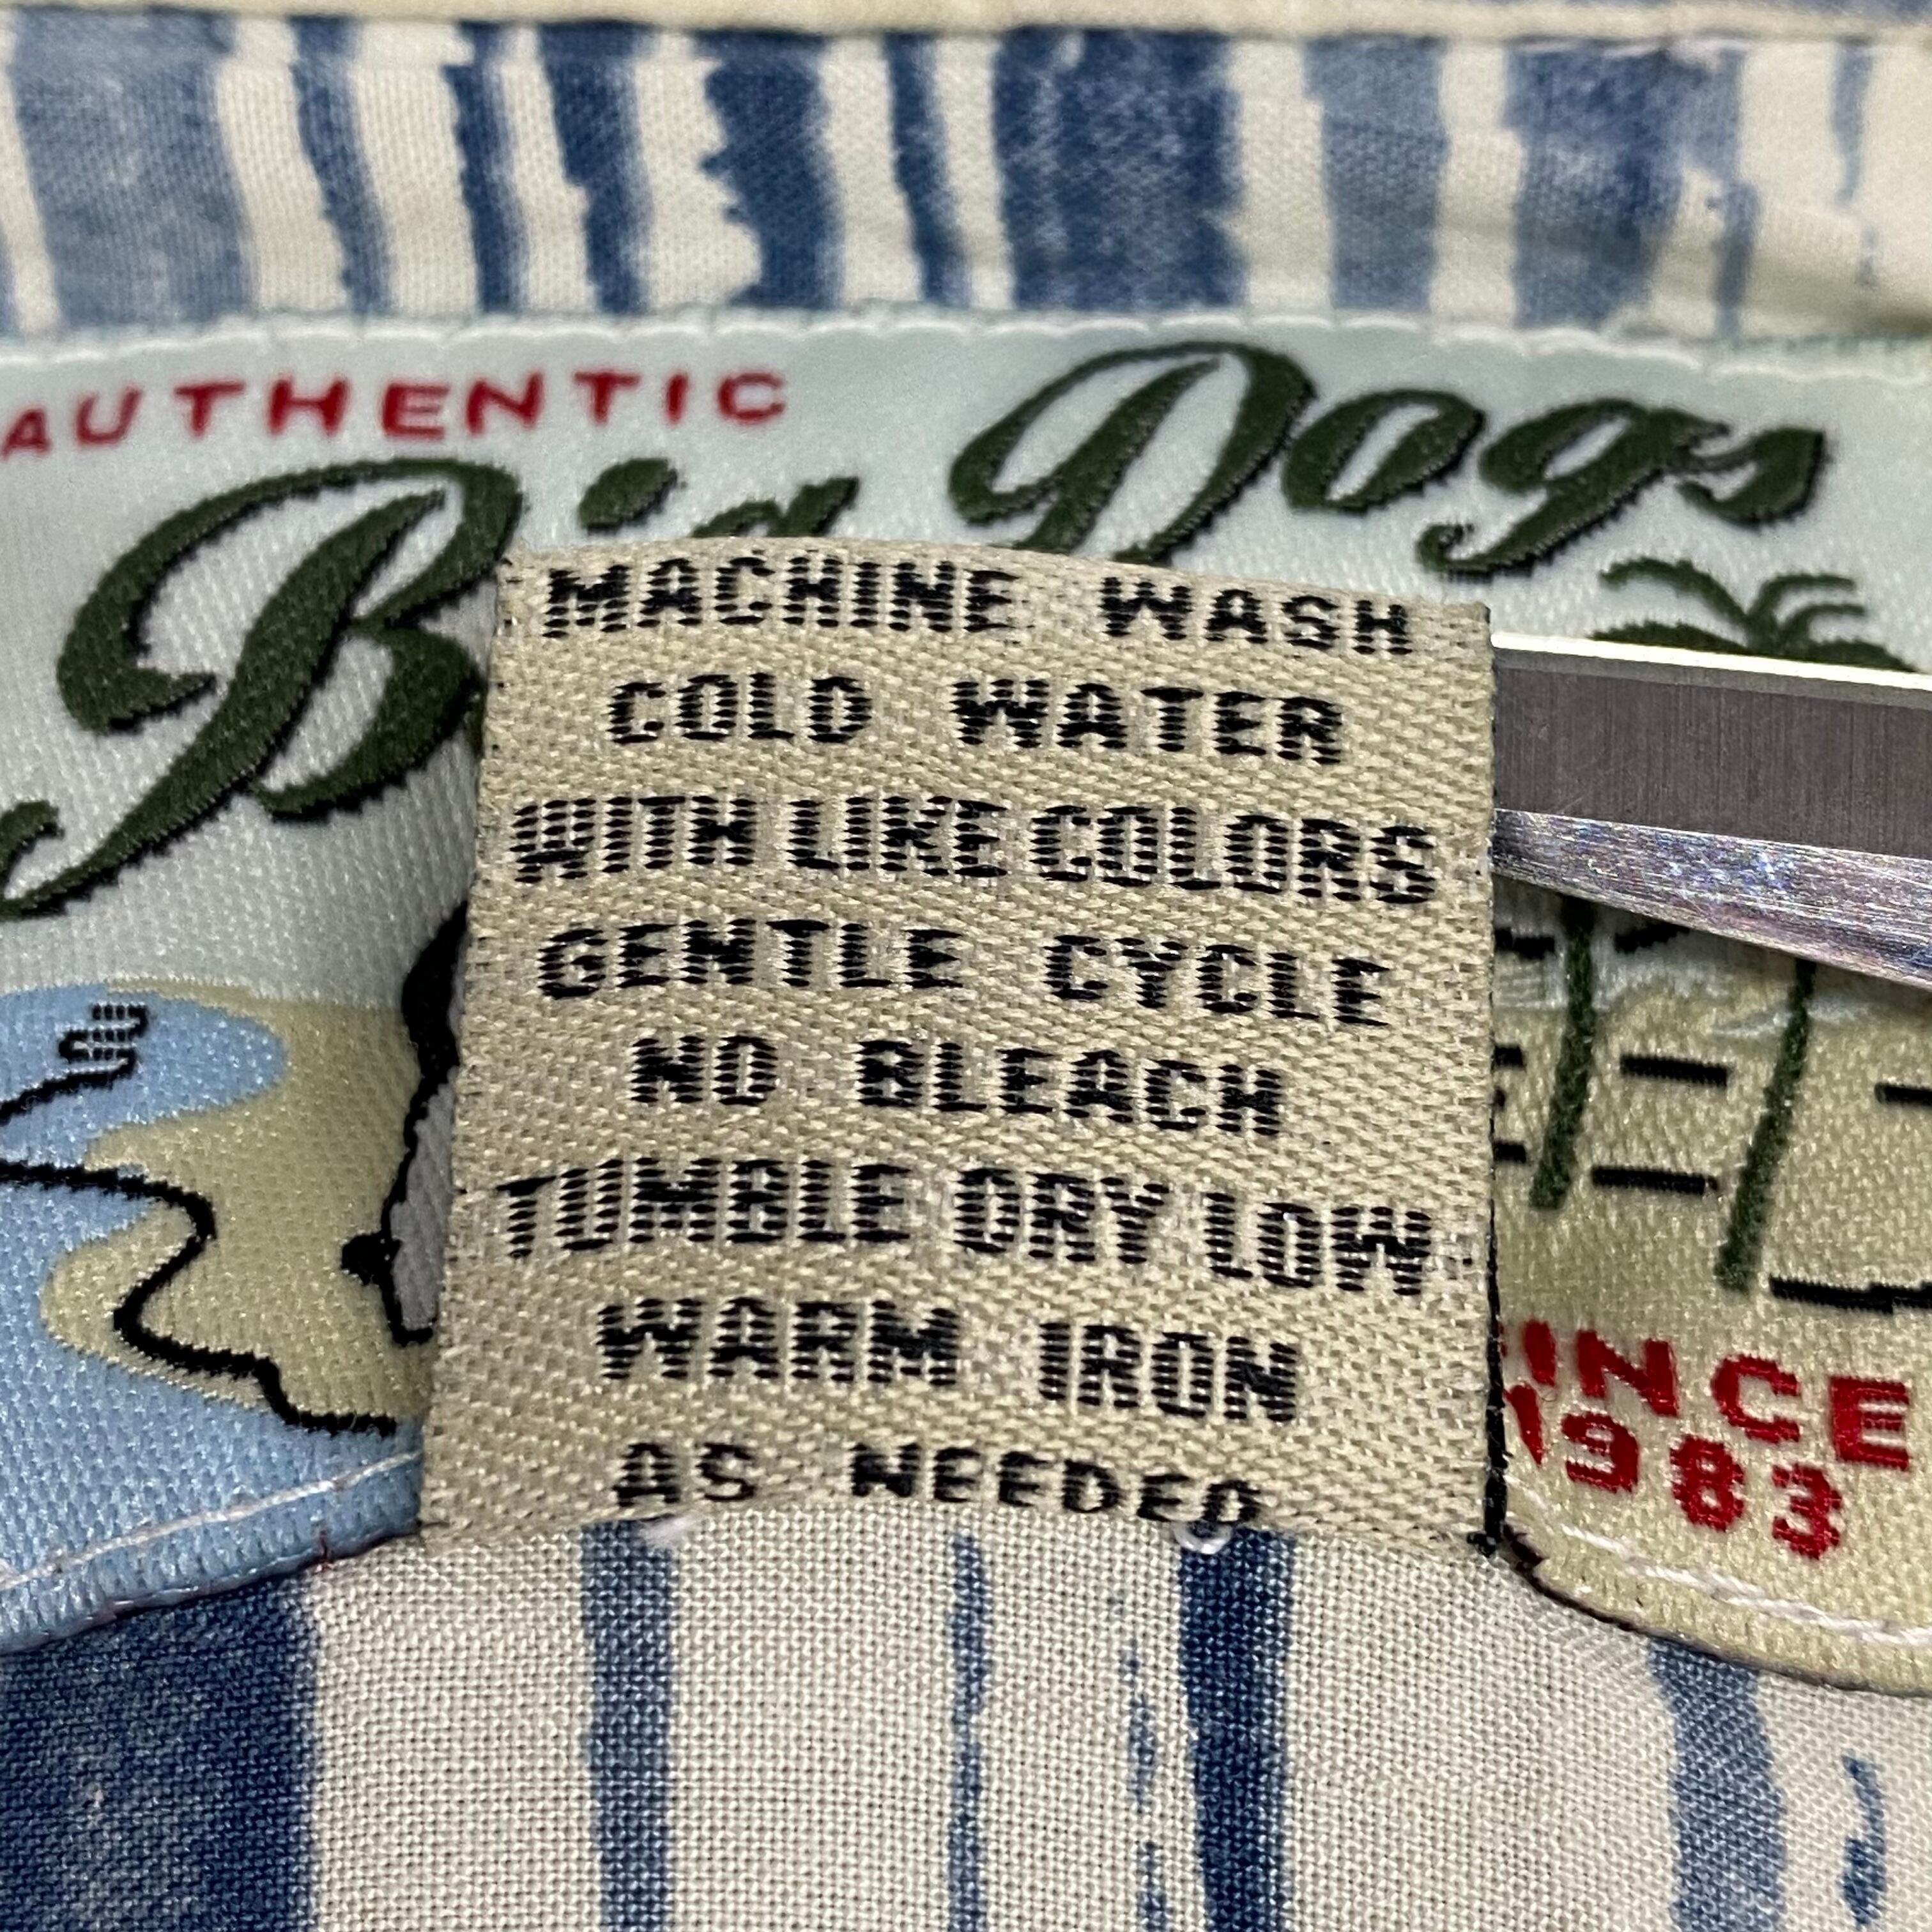 AUTHENTIC
Big Dogs
MACHINE WASH
COLD WATER
WITH LIKE COLORS
GENTLE CYCLE
NO BLEACH
TUMBLE DRY LOW
WARM IRON
AS NEEDED
INCE
1983